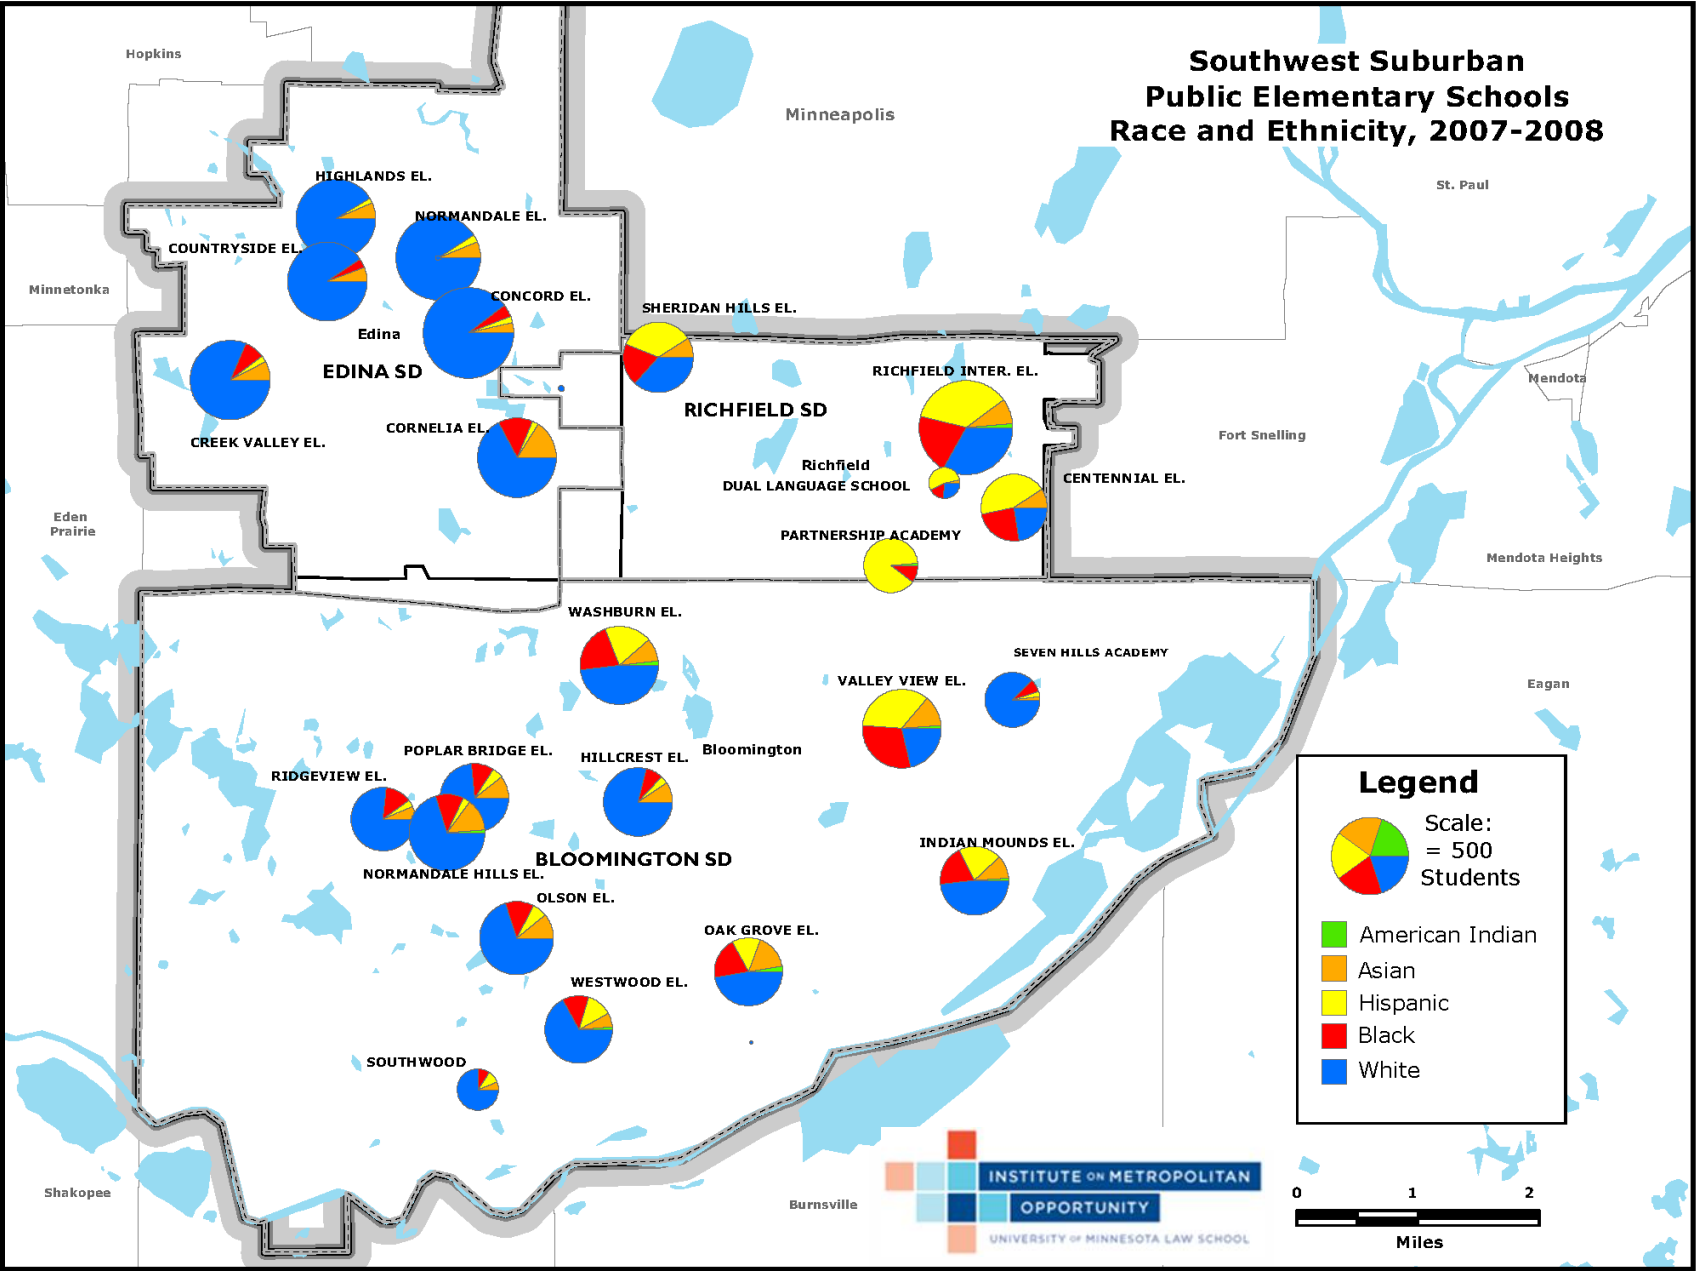 Southwest Suburban
Public Elementary Schools
Race and Ethnicity, 2007-2008
Hopkins
Minneapolis
St. Paul
HIGHLANDS EL.
NORMANDALE EL.
COUNTRYSIDE EL.
Minnetonka
CONCORD EL.
SHERIDAN HILLS EL.
Edina
EDINA SD
RICHFIELD INTER. EL.
Mendota
RICHFIELD SD
CORNELIA EL.
CREEK VALLEY EL.
Fort Snelling
Richfield
DUAL LANGUAGE SCHOOL
CENTENNIAL EL.
Eden
Prairie
PARTNERSHIP ACADEMY
Mendota Heights
WASHBURN EL.
SEVEN HILLS ACADEMY
VALLEY VIEW EL.
Eagan
POPLAR BRIDGE EL.
Bloomington
HILLCREST EL.
RIDGEVIEW EL.
INDIAN MOUNDS EL.
BLOOMINGTON SD
NORMANDALE HILLS EL.
OLSON EL.
OAK GROVE EL.
WESTWOOD EL.
SOUTHWOOD
Legend
Scale:
= 500
Students
American Indian
Asian
Hispanic
Black
White
Shakopee
Burnsville
INSTITUTE ON METROPOLITAN
OPPORTUNITY
UNIVERSITY OF MINNESOTA LAW SCHOOL
0 1 2
Miles